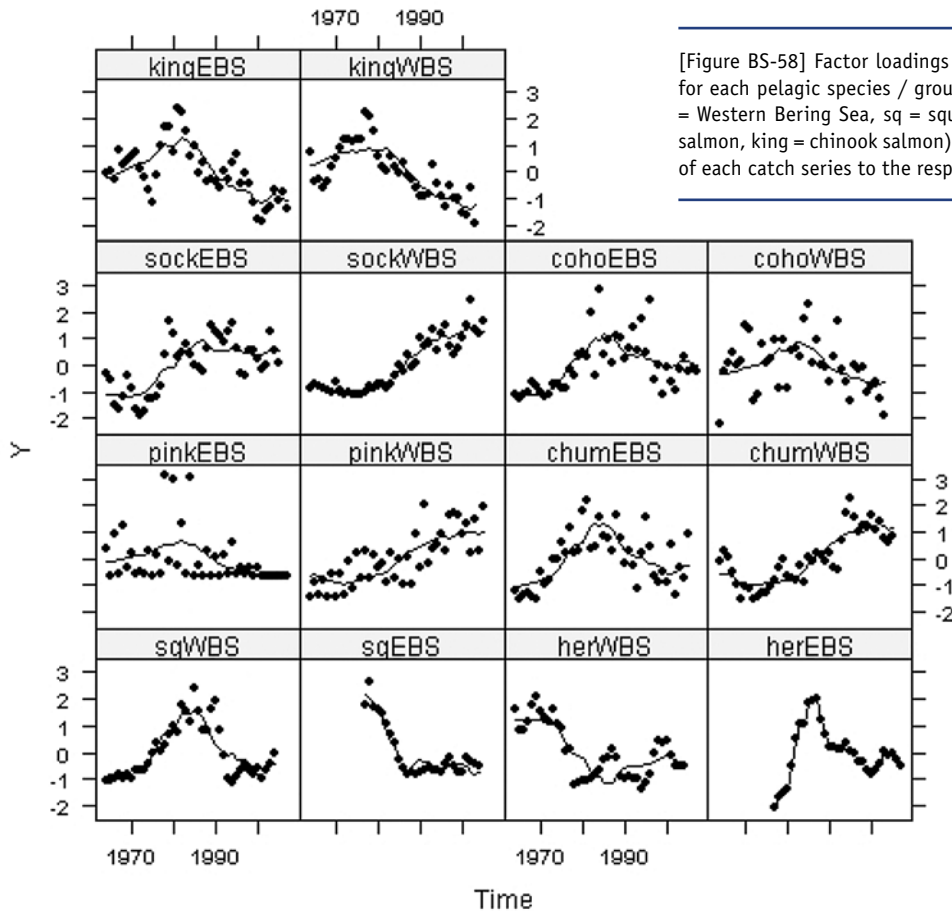 1970 1990
kingEBS kingWBS
3
2
1
0
-1
-2
[Figure BS-58] Factor loadings
for each pelagic species / grou
= Western Bering Sea, sq = squ
salmon, king = chinook salmon)
of each catch series to the resp
sockEBS sockWBS cohoEBS cohoWBS
3
2
1
0
-1
-2
Y
pinkEBS pinkWBS chumEBS chumWBS
3
2
1
0
-1
-2
sqWBS sqEBS herWBS herEBS
3
2
1
0
-1
-2
1970 1990 1970 1990
Time